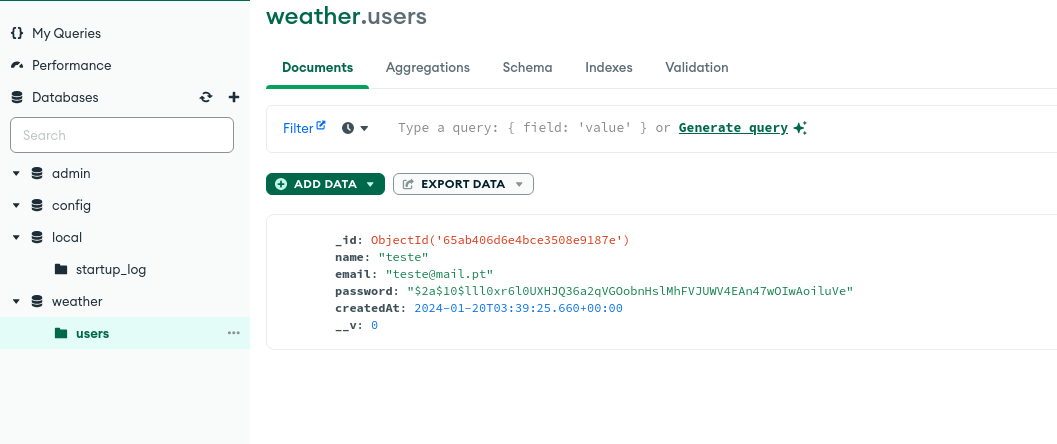 weather.users
My Queries
Performance
Databases
Search
admin
config
local
startup_log
weather
users
Documents Aggregations Schema Indexes Validation
Filter Type a query: { field: 'value' } or Generate query
ADD DATA EXPORT DATA
_id: ObjectId('65ab406d6e4bce3508e9187e')
name: "teste"
email: "teste@mail.pt"
password: "$2a$10$lll0xr6l0UXHJQ36a2qVGOobnHslMhFVJUWV4EAn47wOIwAoiluVe"
createdAt: 2024-01-20T03:39:25.660+00:00
__v: 0